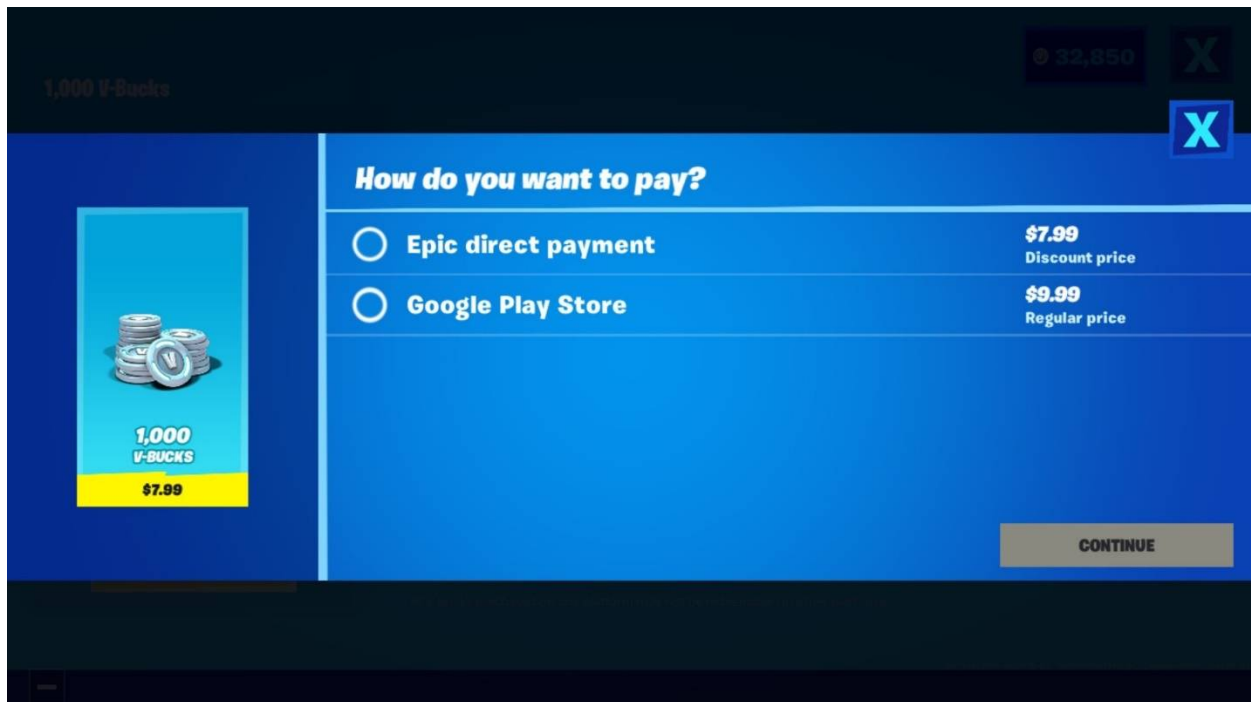 1,000 V-Bucks
32,850
X
X
How do you want to pay?
Epic direct payment
$7.99
Discount price
Google Play Store
$9.99
Regular price
V
1,000
V-BUCKS
$7.99
CONTINUE